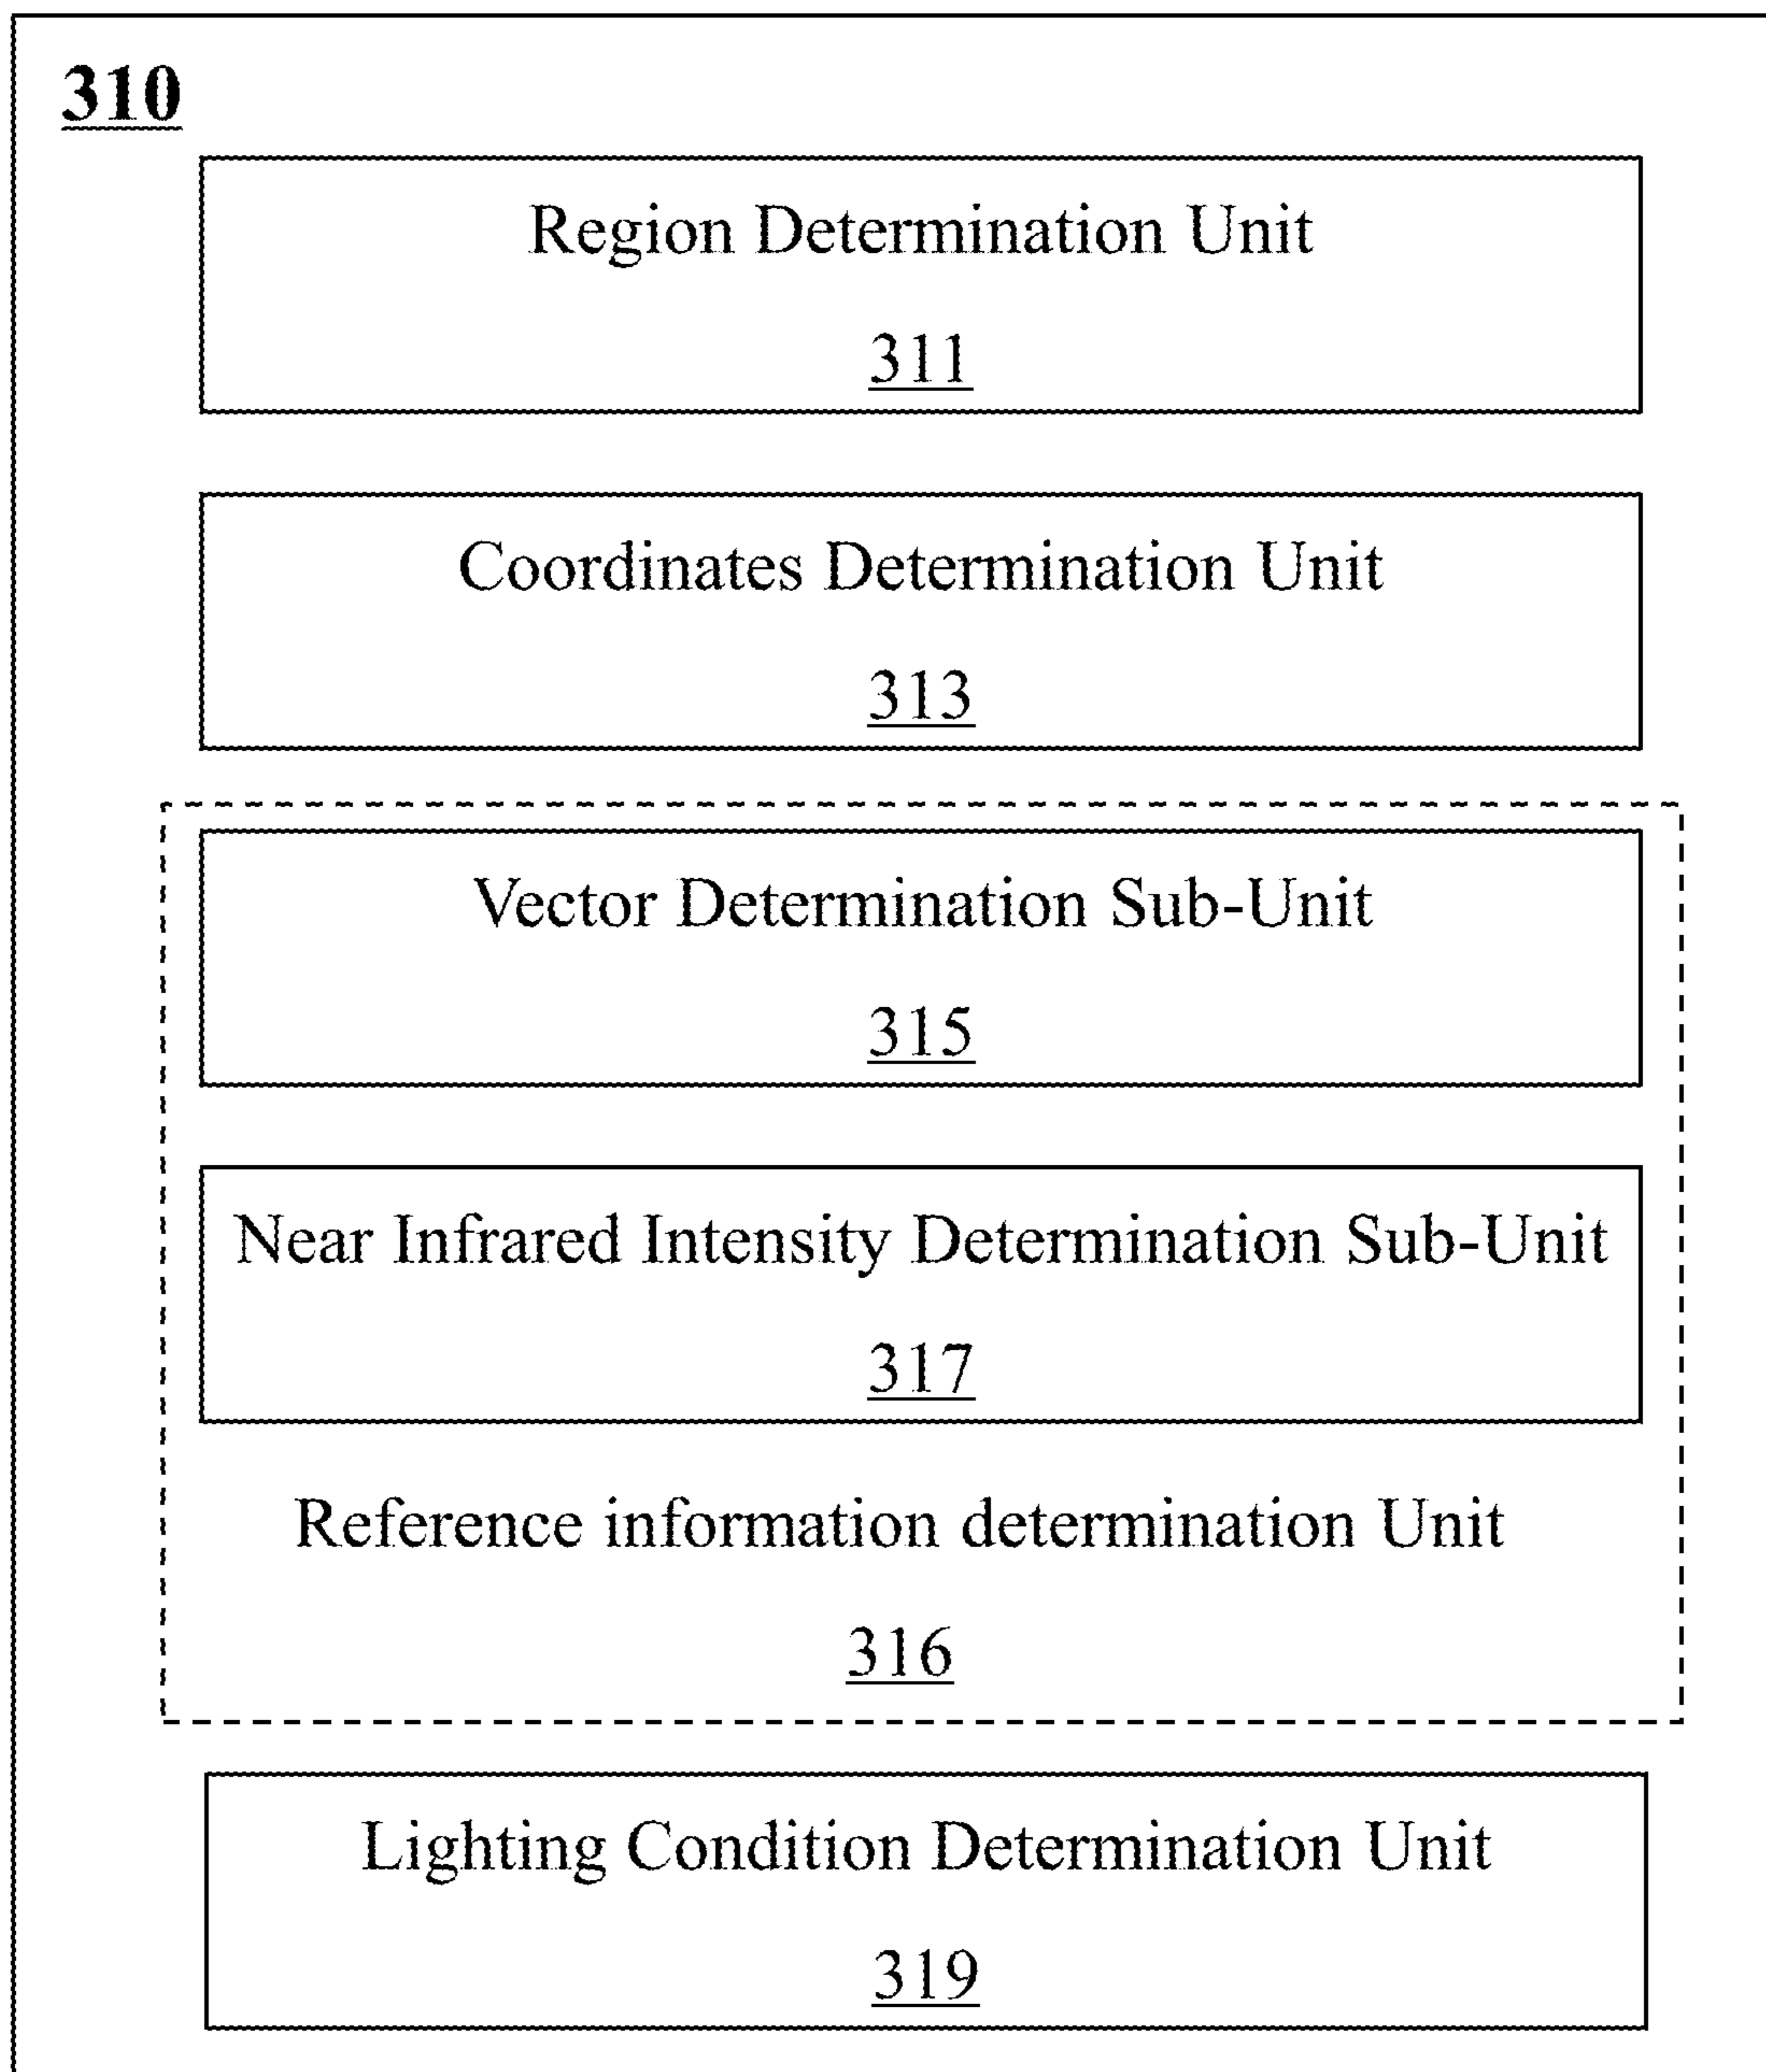 310
Region Determination Unit
311
Coordinates Determination Unit
313
Vector Determination Sub-Unit
315
Near Infrared Intensity Determination Sub-Unit
317
Reference information determination Unit
316
Lighting Condition Determination Unit
319